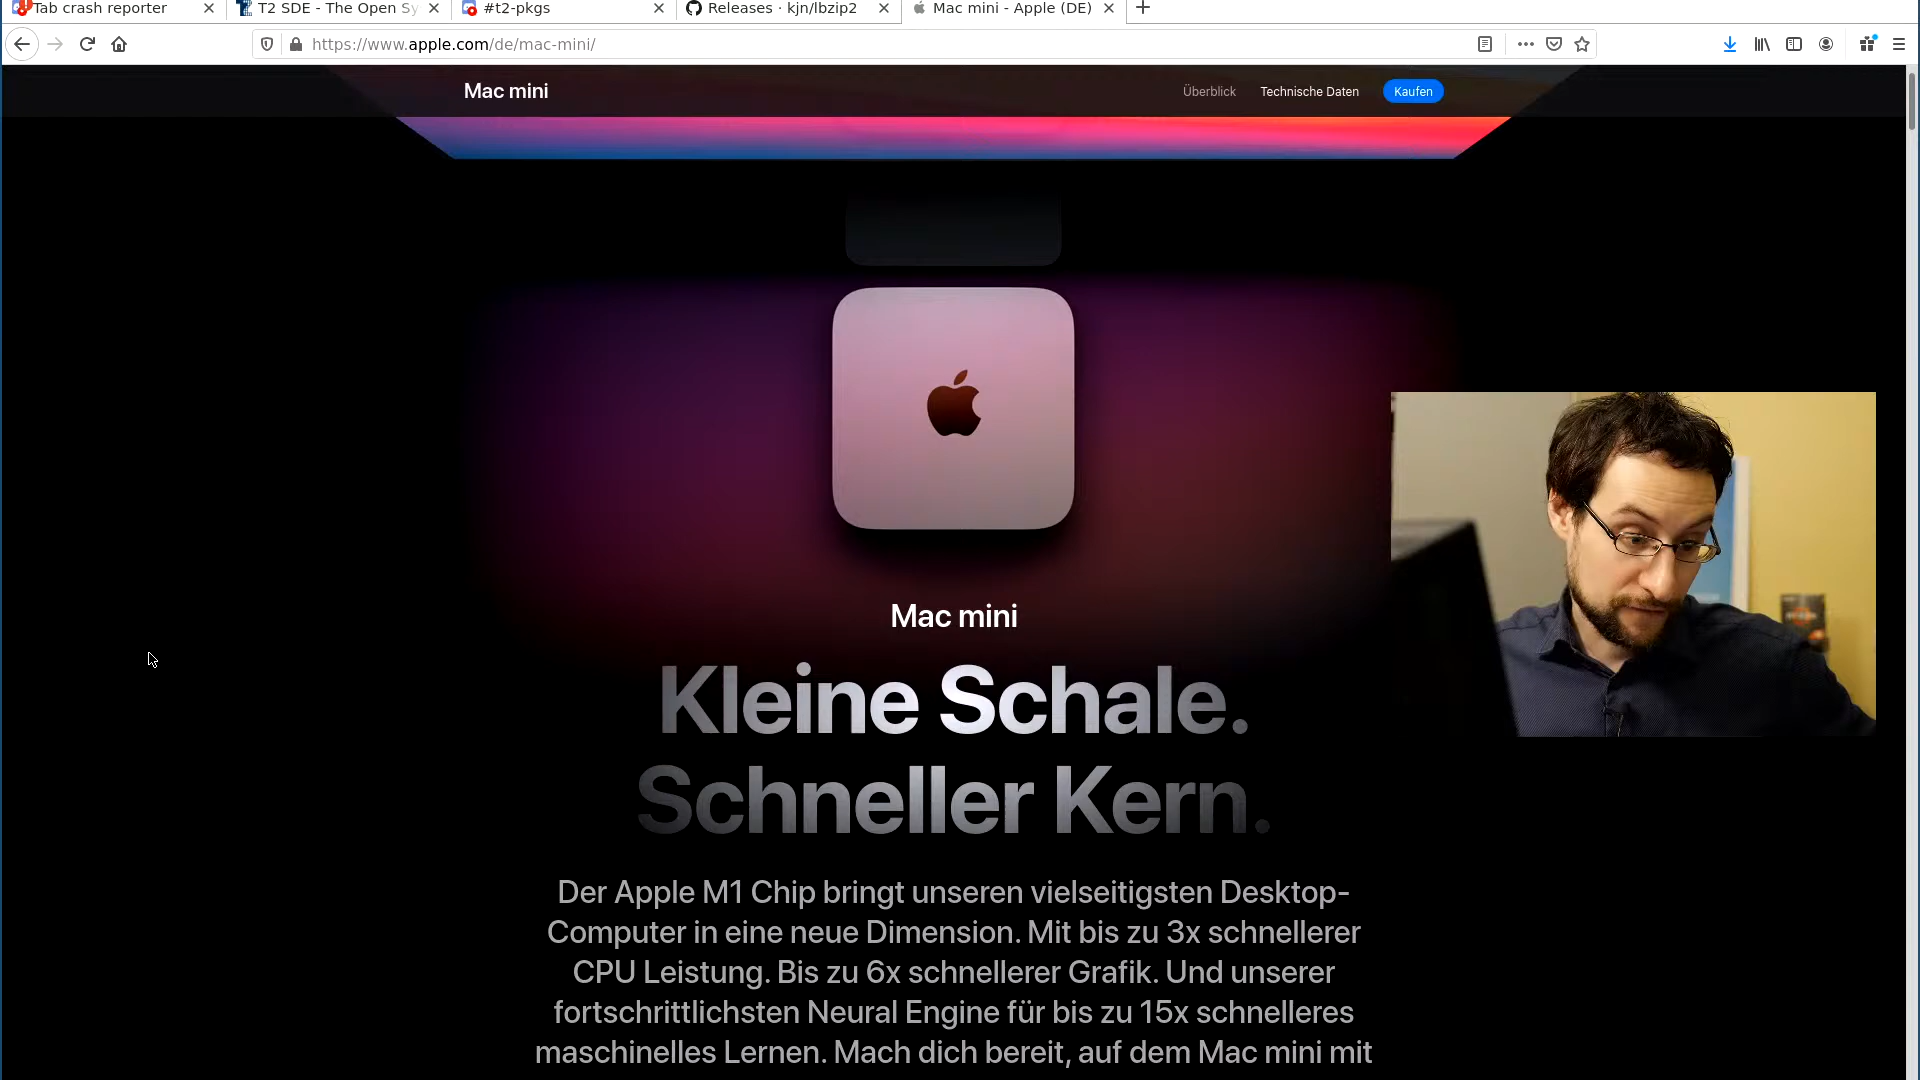 Tab crash reporter
T2 SDE - The Open Sy
#t2-pkgs
Releases · kjn/lbzip2
Mac mini - Apple (DE)
https://www.apple.com/de/mac-mini/
Mac mini
Überblick
Technische Daten
Kaufen
Mac mini
Kleine Schale.
Schneller Kern.
Der Apple M1 Chip bringt unseren vielseitigsten Desktop-
Computer in eine neue Dimension. Mit bis zu 3x schnellerer
CPU Leistung. Bis zu 6x schnellerer Grafik. Und unserer
fortschrittlichsten Neural Engine für bis zu 15x schnelleres
maschinelles Lernen. Mach dich bereit, auf dem Mac mini mit